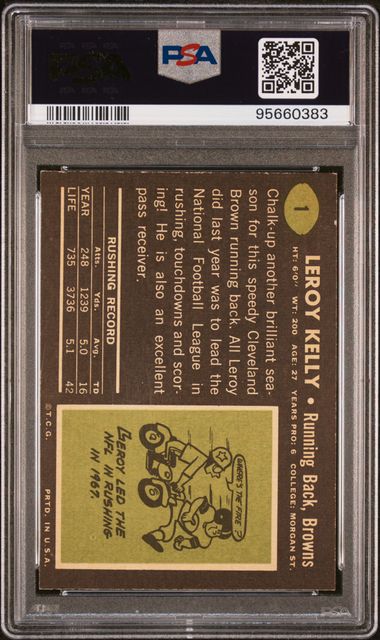 PSA
95660383
1
LEROY KELLY • Running Back, Browns
HT: 6'0" WT: 200 AGE: 27 YEARS PRO: 6 COLLEGE: MORGAN ST.
Chalk-up another brilliant sea-
son for this speedy Cleveland
Brown running back. All Leroy
did last year was to lead the
National Football League in
rushing, touchdowns and scor-
ing! He is also an excellent
pass receiver.
RUSHING RECORD
Atts. Yds. Avg. TD
YEAR 248 1239 5.0 16
LIFE 735 3736 5.1 42
WHERE'S THE FIRE?
LEROY LED THE
NFL IN RUSHING
IN 1967.
© T.C.G. PRTD. IN U.S.A.